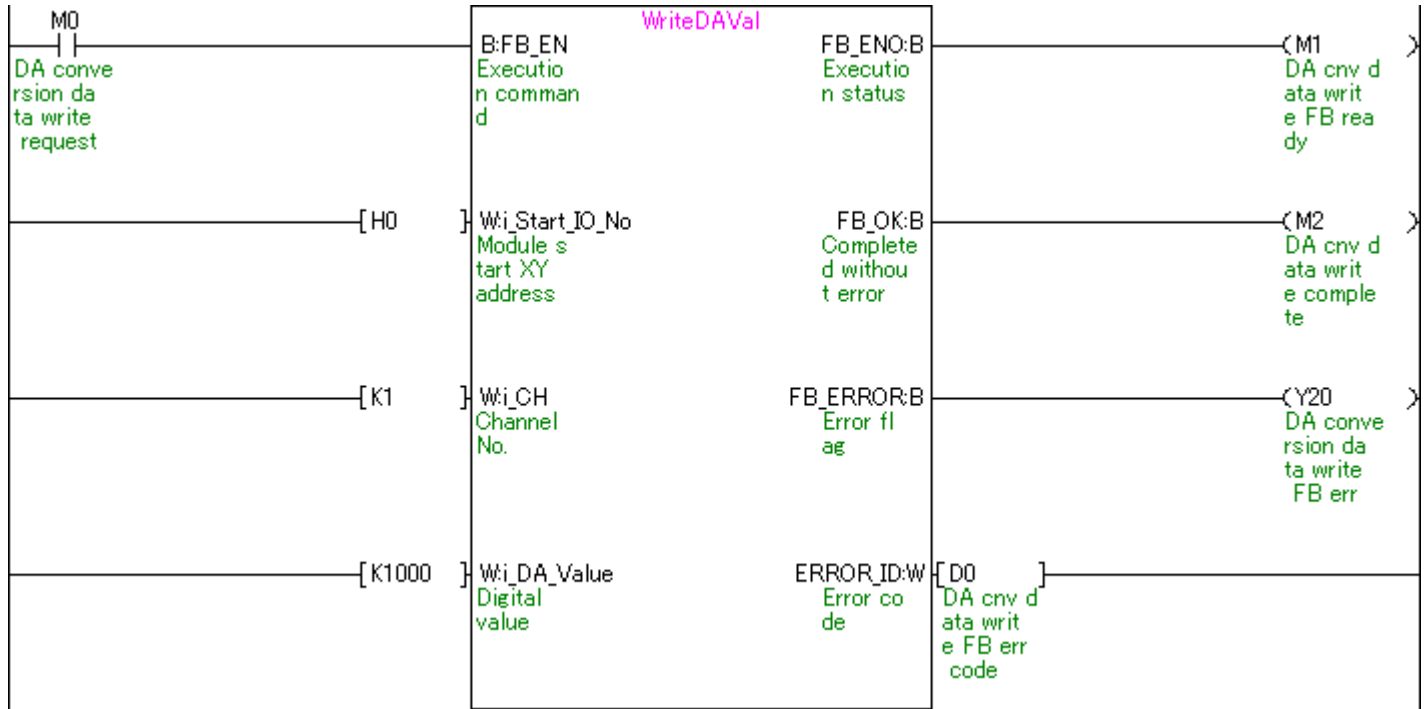 WriteDAVal
M0
DA conve
rsion da
ta write
request
B:FB_EN
Executio
n comman
d
FB_ENO:B
Executio
n status
M1
DA cnv d
ata writ
e FB rea
dy
H0
W:i_Start_IO_No
Module s
tart XY
address
FB_OK:B
Complete
d withou
t error
M2
DA cnv d
ata writ
e comple
te
K1
W:i_CH
Channel
No.
FB_ERROR:B
Error fl
ag
Y20
DA conve
rsion da
ta write
FB err
K1000
W:i_DA_Value
Digital
value
ERROR_ID:W
Error co
de
D0
DA cnv d
ata writ
e FB err
code